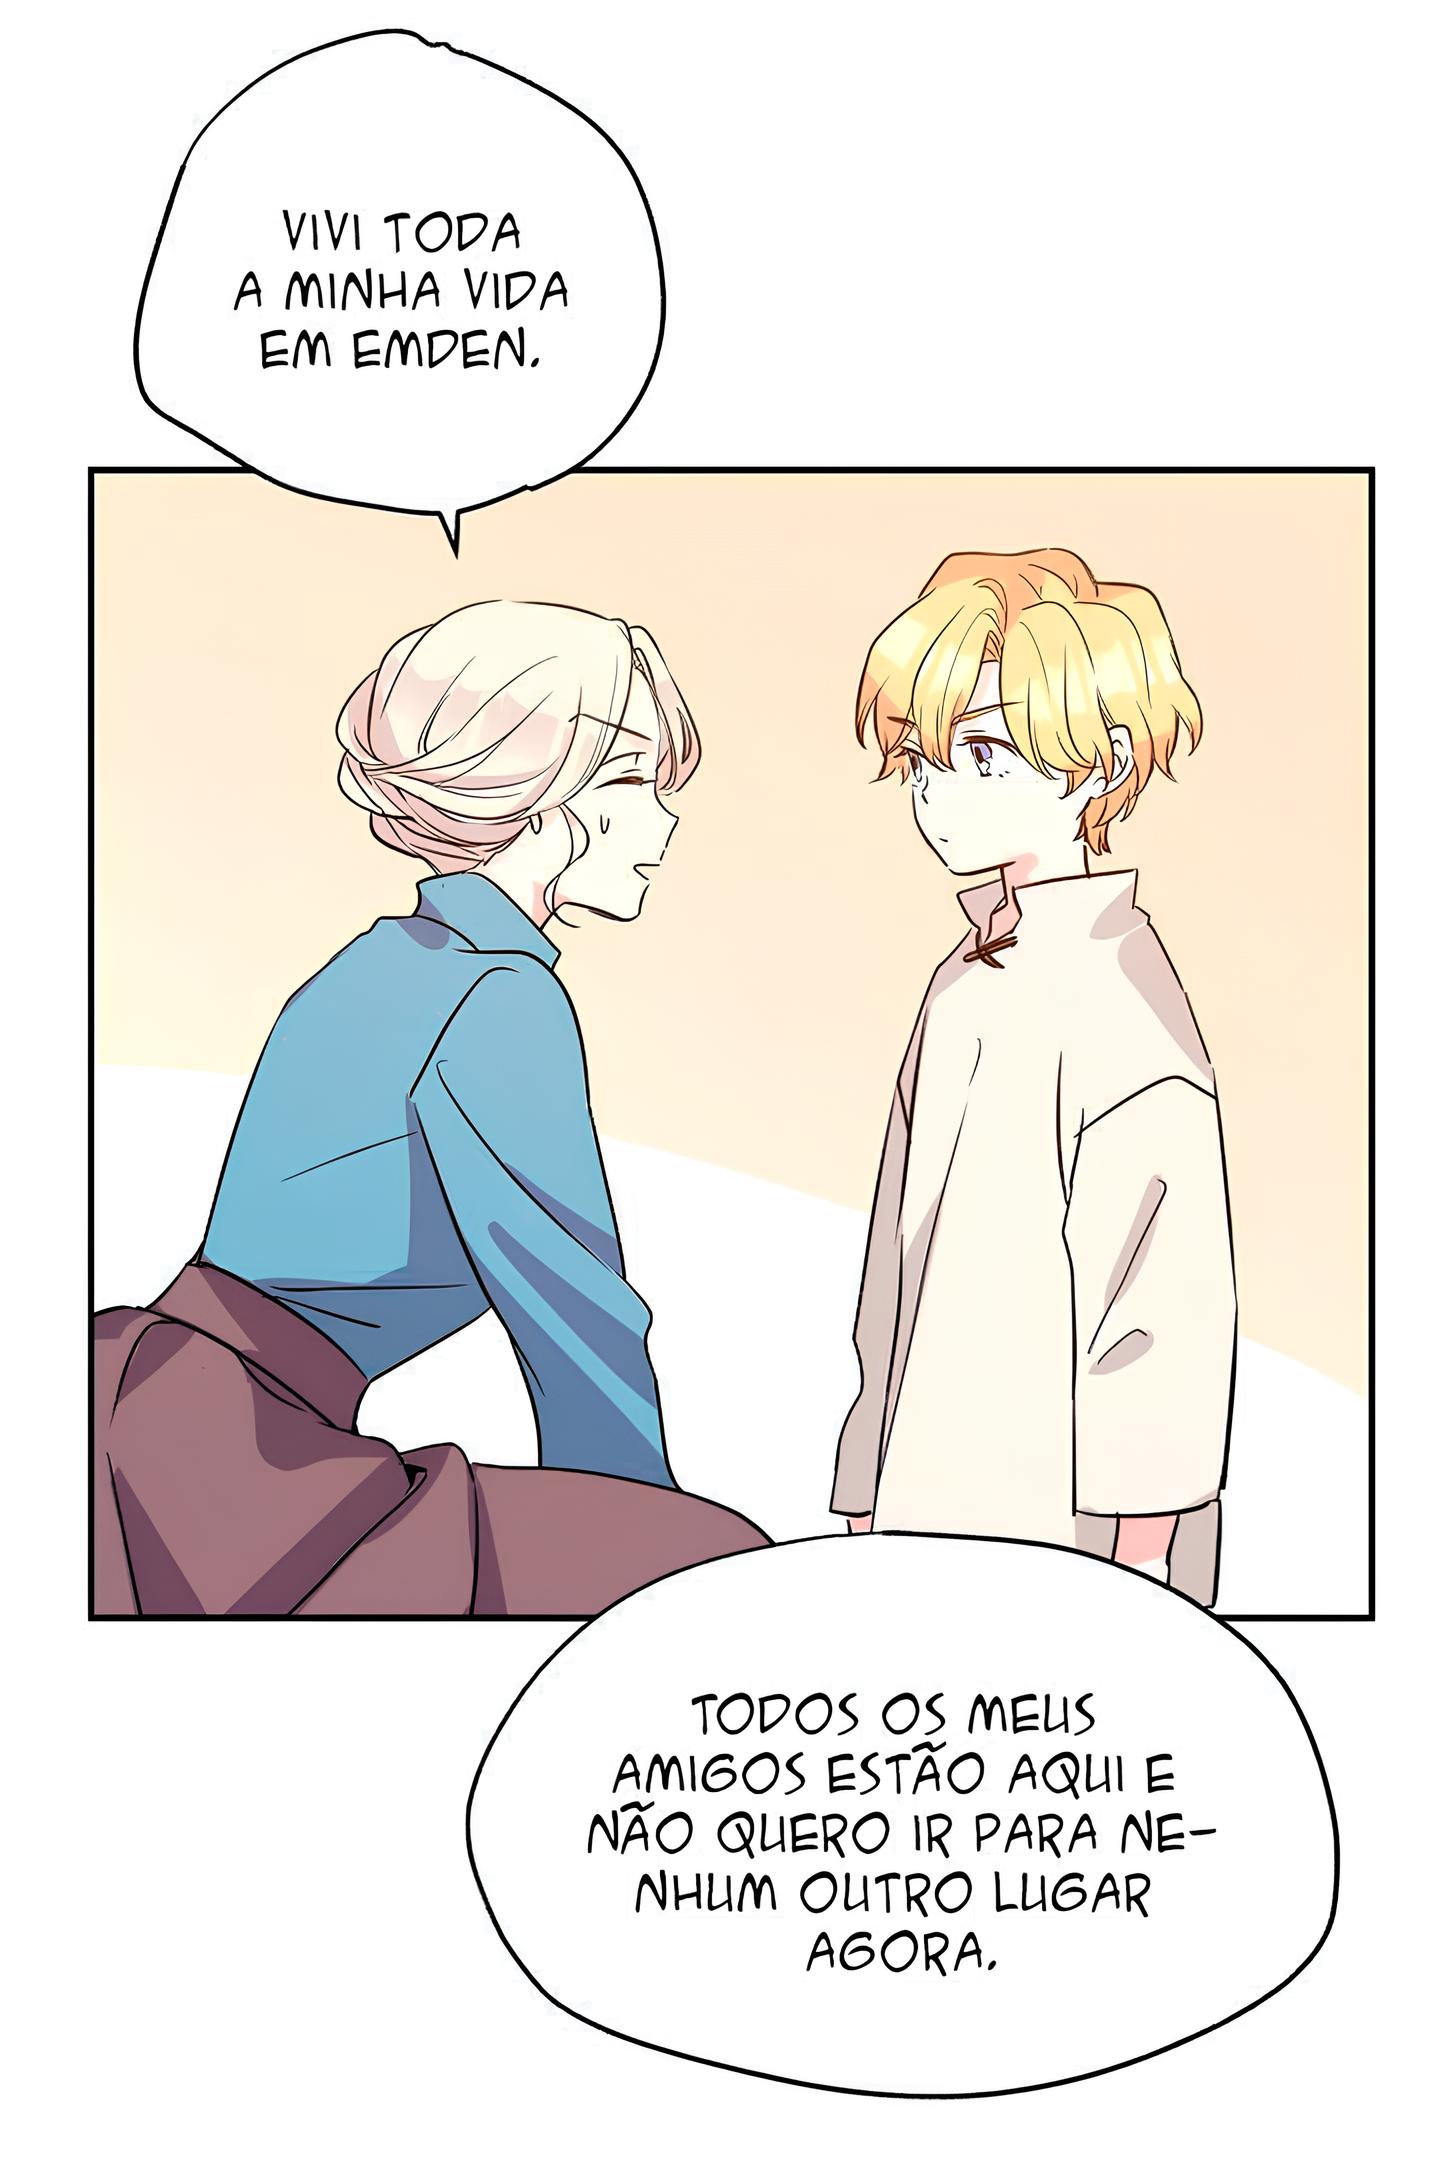 VIVI TODA
A MINHA VIDA
EM EMDEN.
TODOS OS MEUS
AMIGOS ESTÃO AQUI E
NÃO QUERO IR PARA NE-
NHUM OUTRO LUGAR
AGORA.